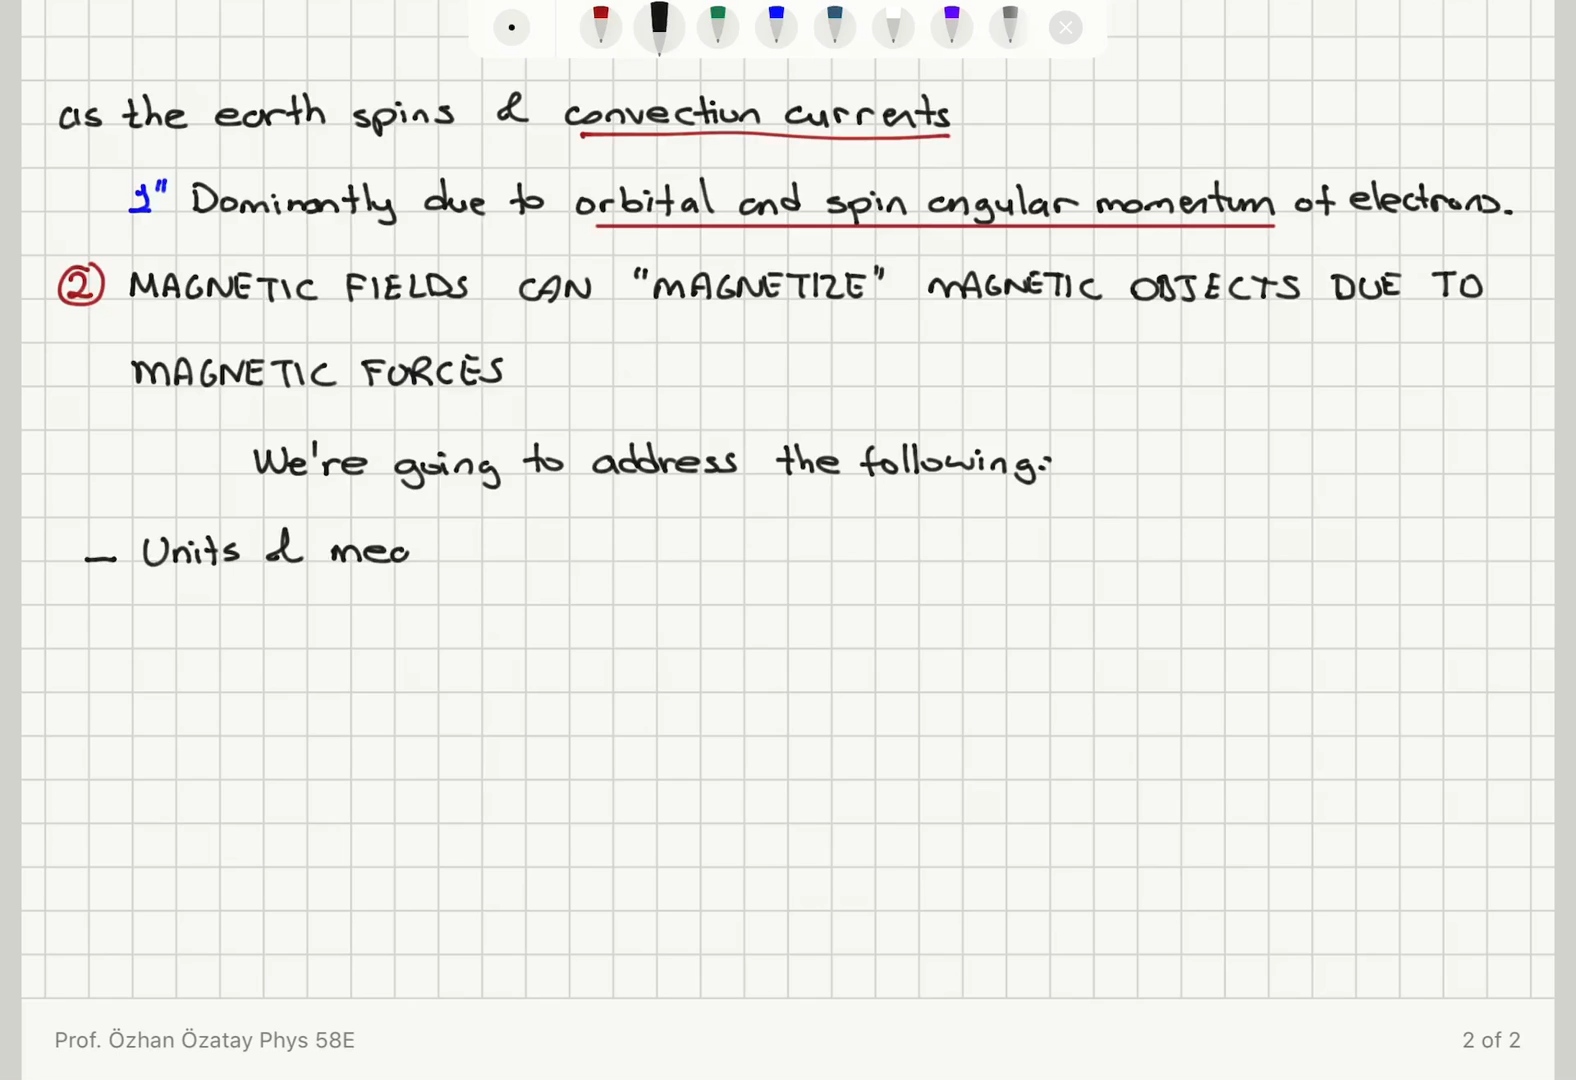 as the earth spins & convection currents
1" Dominantly due to orbital and spin angular momentum of electrons.
② MAGNETIC FIELDS CAN "MAGNETIZE" MAGNETIC OBJECTS DUE TO
MAGNETIC FORCES
We're going to address the following:
- Units & mea
Prof. Özhan Özatay Phys 58E
2 of 2